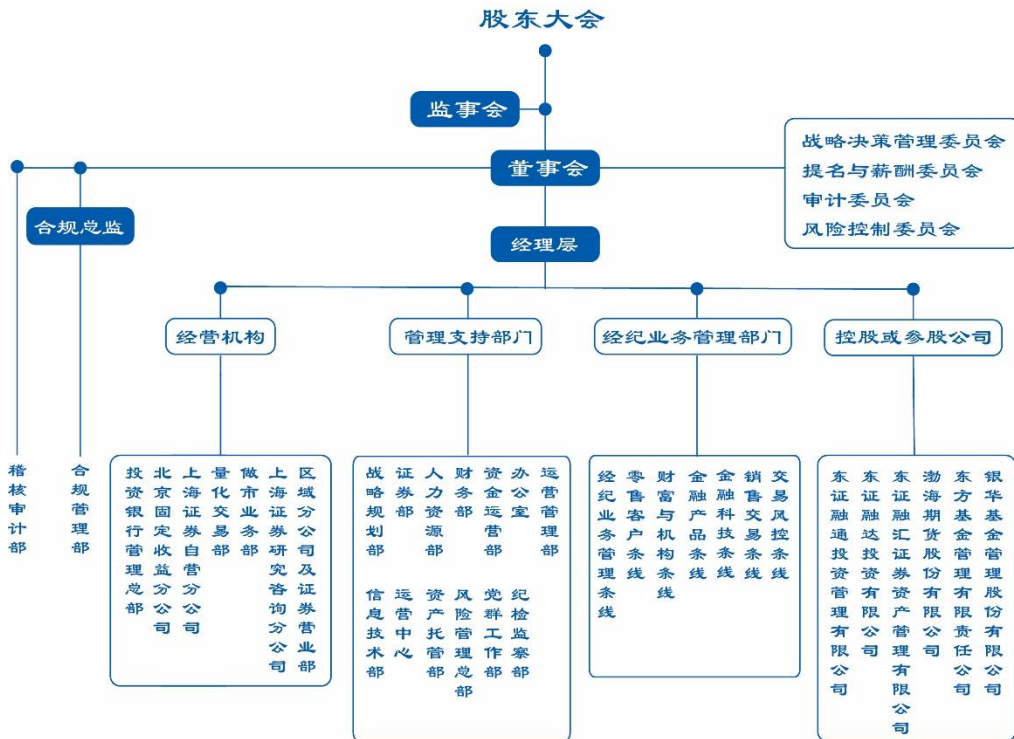 股东大会
监事会
董事会
战略决策管理委员会
提名与薪酬委员会
审计委员会
风险控制委员会
合规总监
经理层
经营机构
管理支持部门
经纪业务管理部门
控股或参股公司
稽核审计部
合规管理部
投资银行管理总部
北京固定收益分公司
上海证券自营分公司
量化交易部
做市业务部
上海证券研究咨询分公司
区域分公司及证券营业部
战略规划部
证券部
人力资源部
财务部
资金运营部
办公室
运营管理部
信息技术部
运营中心
资产托管部
风险管理总部
党群工作部
纪检监察部
经纪业务管理条线
零售客户条线
财富与机构条线
金融产品条线
金融科技条线
销售交易条线
交易风控条线
东证融通投资管理有限公司
东证融达投资有限公司
东证融汇证券资产管理有限公司
渤海期货股份有限公司
东方基金管理有限责任公司
银华基金管理股份有限公司